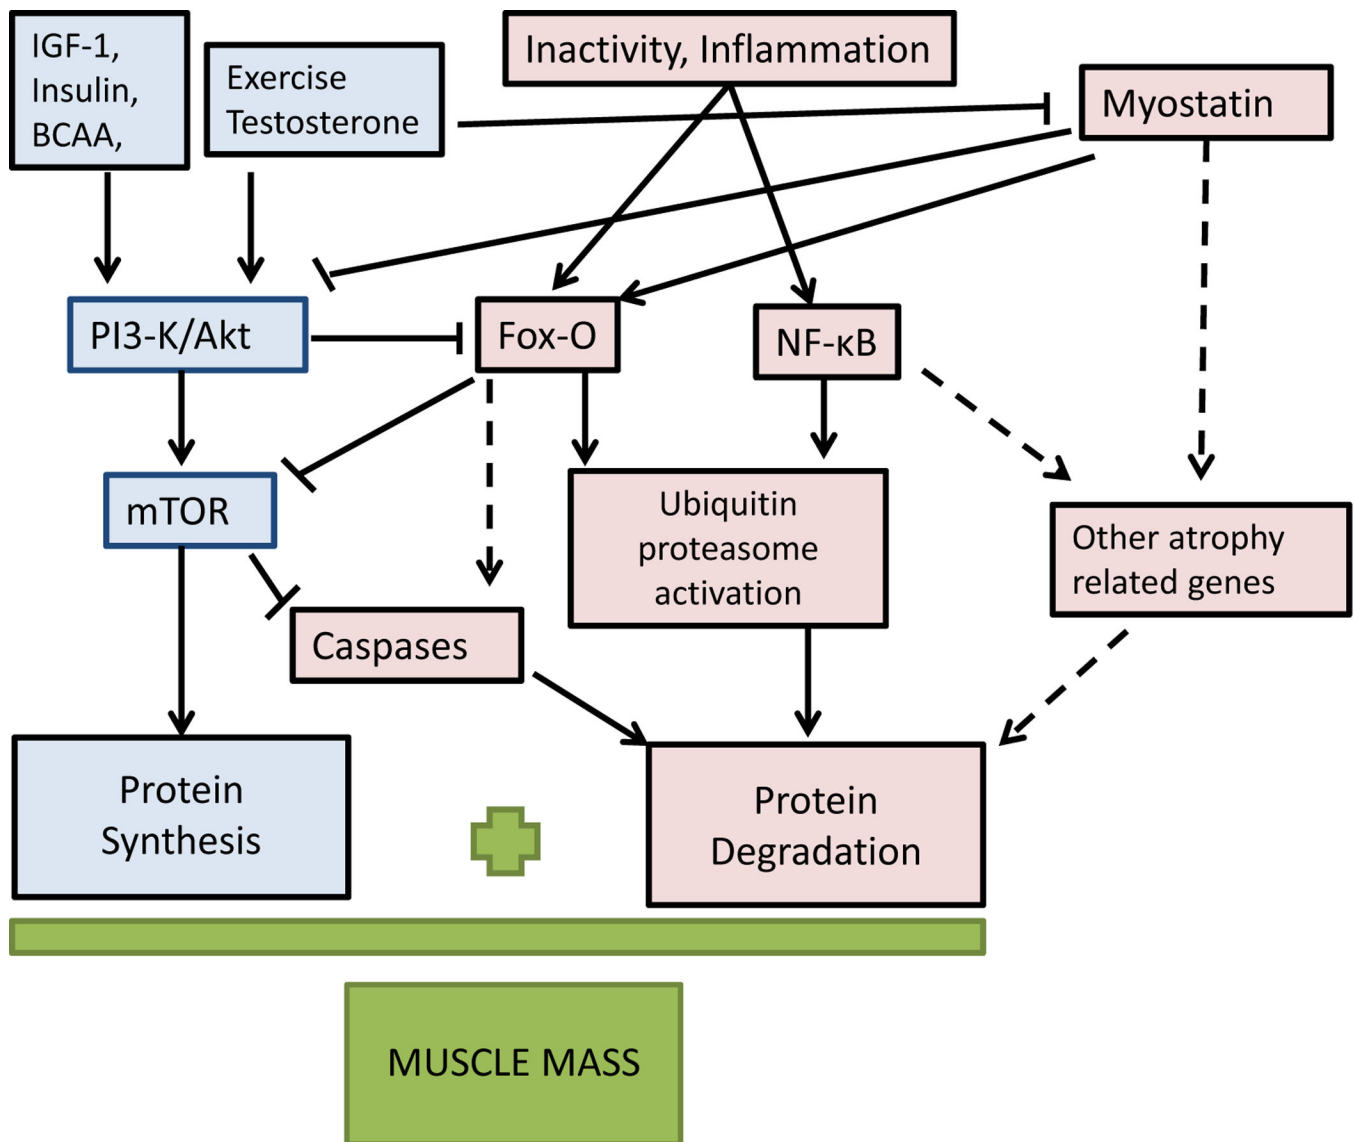 IGF-1,
Insulin,
BCAA,
Exercise
Testosterone
Inactivity, Inflammation
Myostatin
PI3-K/Akt
Fox-O
NF-κB
mTOR
Ubiquitin
proteasome
activation
Other atrophy
related genes
Caspases
Protein
Synthesis
Protein
Degradation
MUSCLE MASS